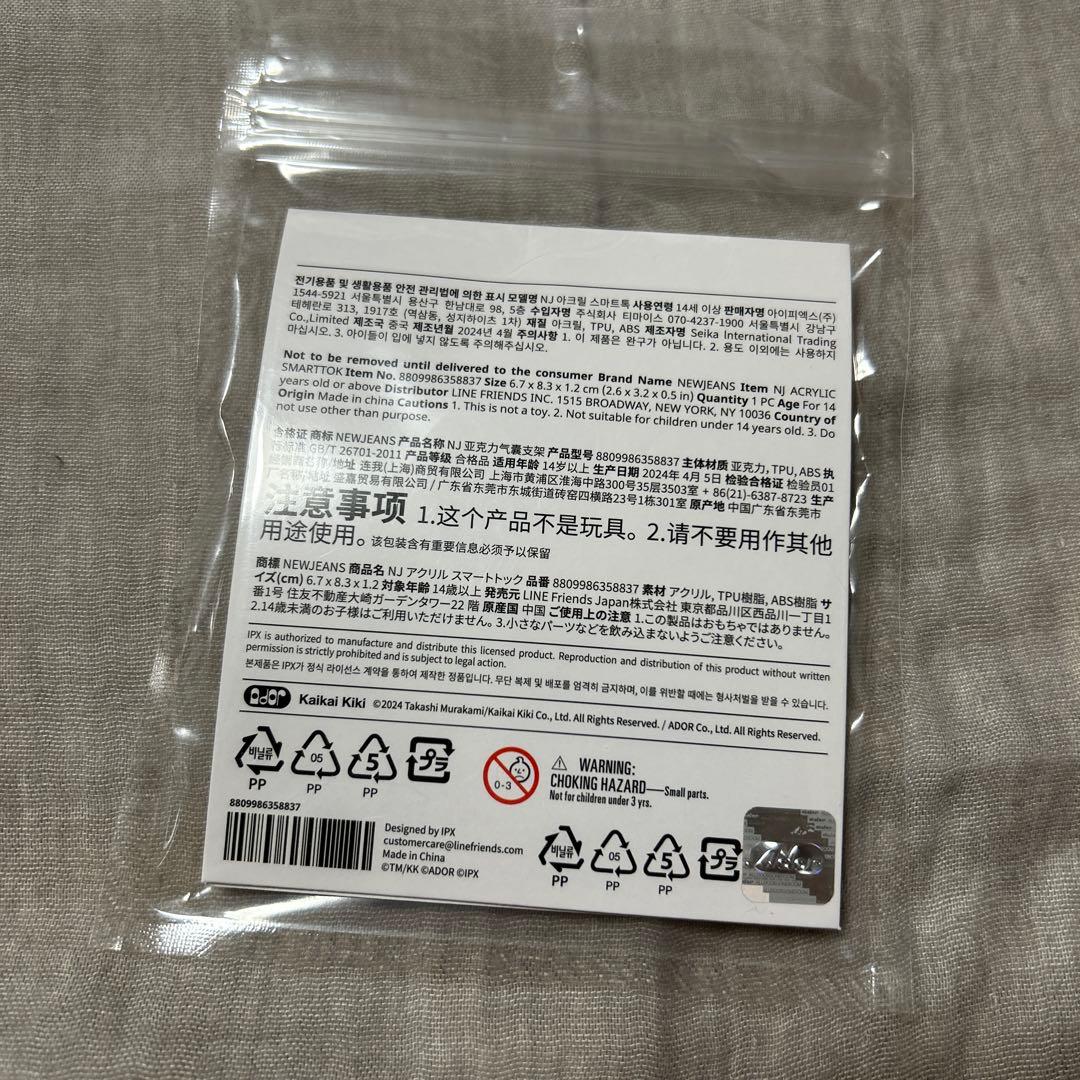 전기용품 및 생활용품 안전 관리법에 의한 표시 모델명 NJ 아크릴 스마트톡 사용연령 14세 이상 판매자명 아이피엑스(주)
1544-5921 서울특별시 용산구 한남대로 98, 5층 수입자명 주식회사 티마이스 070-4237-1900 서울특별시 강남구
테헤란로 313, 1917호 (역삼동, 성지하이츠 1차) 재질 아크릴, TPU, ABS 제조자명 Seika International Trading
Co.,Limited 제조국 중국 제조년월 2024년 4월 주의사항 1. 이 제품은 완구가 아닙니다. 2. 용도 이외에는 사용하지
마십시오. 3. 아이들이 입에 넣지 않도록 주의해주십시오.
Not to be removed until delivered to the consumer Brand Name NEWJEANS Item NJ ACRYLIC
SMARTTOK Item No. 8809986358837 Size 6.7 x 8.3 x 1.2 cm (2.6 x 3.2 x 0.5 in) Quantity 1 PC Age For 14
years old or above Distributor LINE FRIENDS INC. 1515 BROADWAY, NEW YORK, NY 10036 Country of
Origin Made in china Cautions 1. This is not a toy. 2. Not suitable for children under 14 years old. 3. Do
not use other than purpose.
合格证 商标 NEWJEANS 产品名称 NJ 亚克力气囊支架 产品型号 8809986358837 主体材质 亚克力, TPU, ABS 执
行标准 GB/T 26701-2011 产品等级 合格品 适用年龄 14岁以上 生产日期 2024年 4月 5日 检验合格证 检验员01
经销商名称/地址 连我(上海)商贸有限公司 上海市黄浦区淮海中路300号35层3503室 + 86(21)-6387-8723 生产
名称/地址 盛嘉贸易有限公司 / 广东省东莞市东城街道砖窑四横路23号1栋301室 原产地 中国广东省东莞市
注意事项 1.这个产品不是玩具。2.请不要用作其他
用途使用。该包装含有重要信息必须予以保留
商標 NEWJEANS 商品名 NJ アクリル スマートトック 品番 8809986358837 素材 アクリル, TPU樹脂, ABS樹脂 サ
イズ(cm) 6.7 x 8.3 x 1.2 対象年齢 14歳以上 発売元 LINE Friends Japan株式会社 東京都品川区西品川一丁目1
番1号 住友不動産大崎ガーデンタワー22 階 原産国 中国 ご使用上の注意 1.この製品はおもちゃではありません。
2.14歳未満のお子様はご利用いただけません。3.小さなパーツなどを飲み込まないようご注意ください。
IPX is authorized to manufacture and distribute this licensed product. Reproduction and distribution of this product without written
permission is strictly prohibited and is subject to legal action.
본제품은 IPX가 정식 라이선스 계약을 통하여 제작한 정품입니다. 무단 복제 및 배포를 엄격히 금지하며, 이를 위반할 때에는 형사처벌을 받을 수 있습니다.
ador Kaikai Kiki ©2024 Takashi Murakami/Kaikai Kiki Co., Ltd. All Rights Reserved. / ADOR Co., Ltd. All Rights Reserved.
비닐류 05 5 プラ
PP PP PP
0-3
WARNING:
CHOKING HAZARD—Small parts.
Not for children under 3 yrs.
8809986358837
Designed by IPX
customercare@linefriends.com
Made in China
©TM/KK ©ADOR ©IPX
비닐류 05 5 プラ
PP PP PP